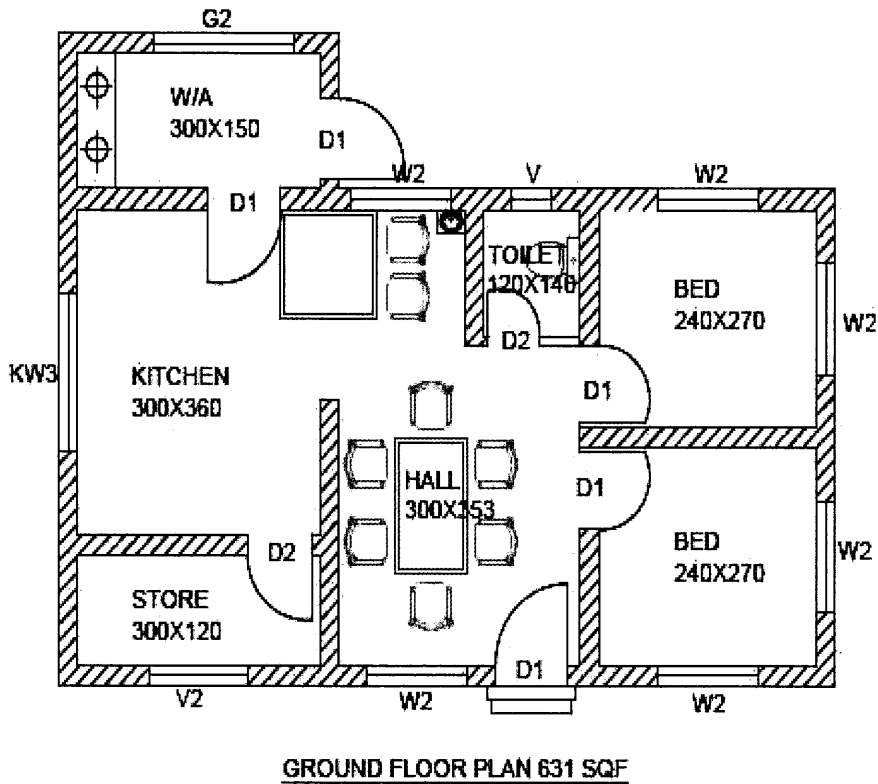 G2
W/A
300X150
D1
D1
W2
V
W2
TOILET
120X140
BED
240X270
W2
D2
KW3
KITCHEN
300X360
D1
HALL
300X353
D1
BED
240X270
W2
D2
STORE
300X120
D1
V2
W2
W2
GROUND FLOOR PLAN 631 SQF